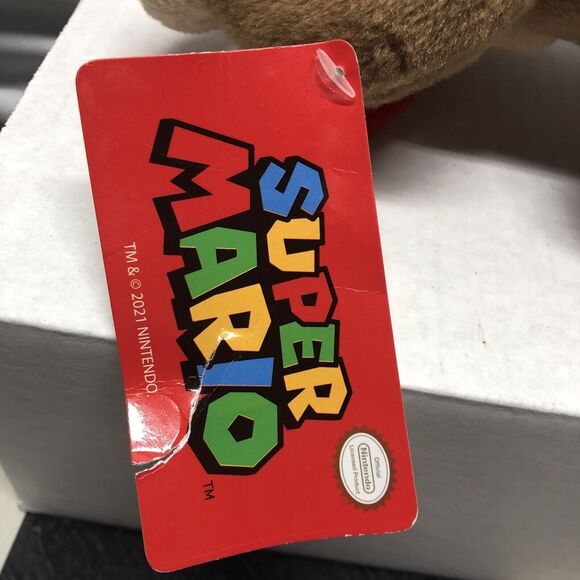 SUPER
MARIO
TM
TM & © 2021 NINTENDO.
Official
Nintendo
Licensed Product